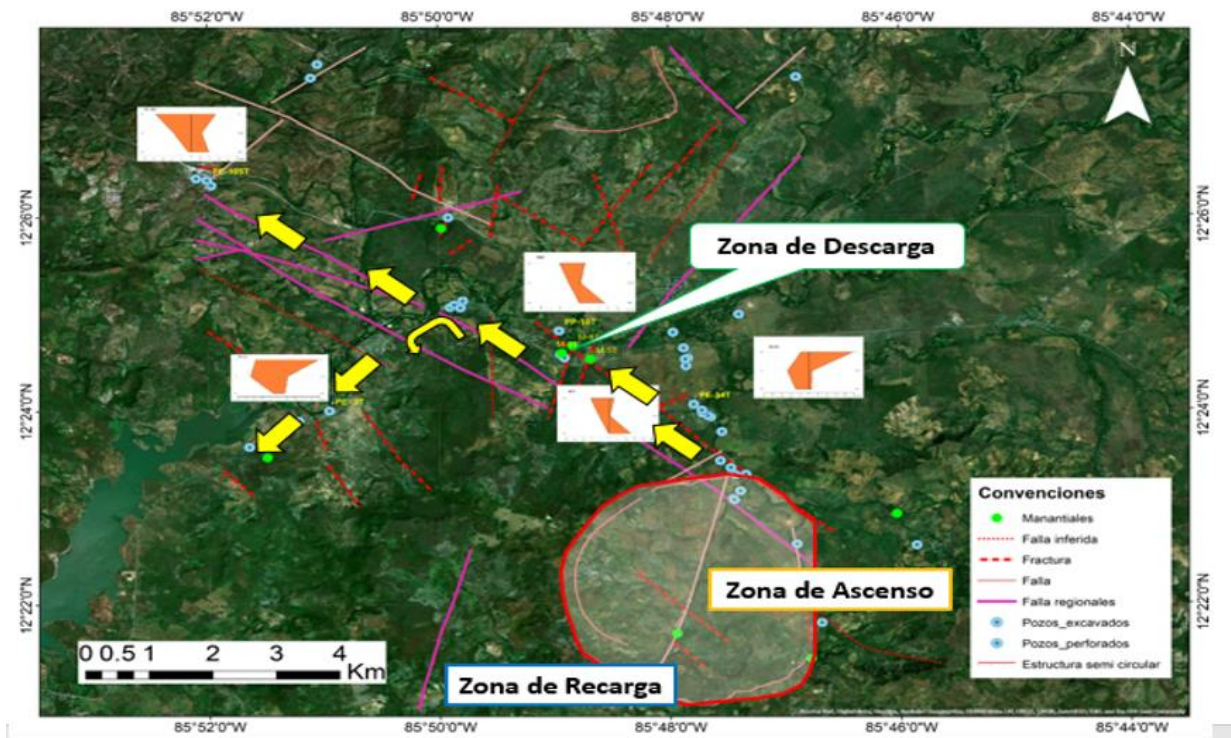 85°52'0"W 85°50'0"W 85°48'0"W 85°46'0"W 85°44'0"W
N
12°26'0"N 12°26'0"N
Zona de Descarga
12°24'0"N 12°24'0"N
Convenciones
Manantiales
Falla inferida
Fractura
Falla
Falla regionales
Pozos_excavados
Pozos_perforados
Estructura semi circular
Zona de Ascenso
12°22'0"N 12°22'0"N
0 0.5 1 2 3 4
Km
Zona de Recarga
85°52'0"W 85°50'0"W 85°48'0"W 85°46'0"W 85°44'0"W